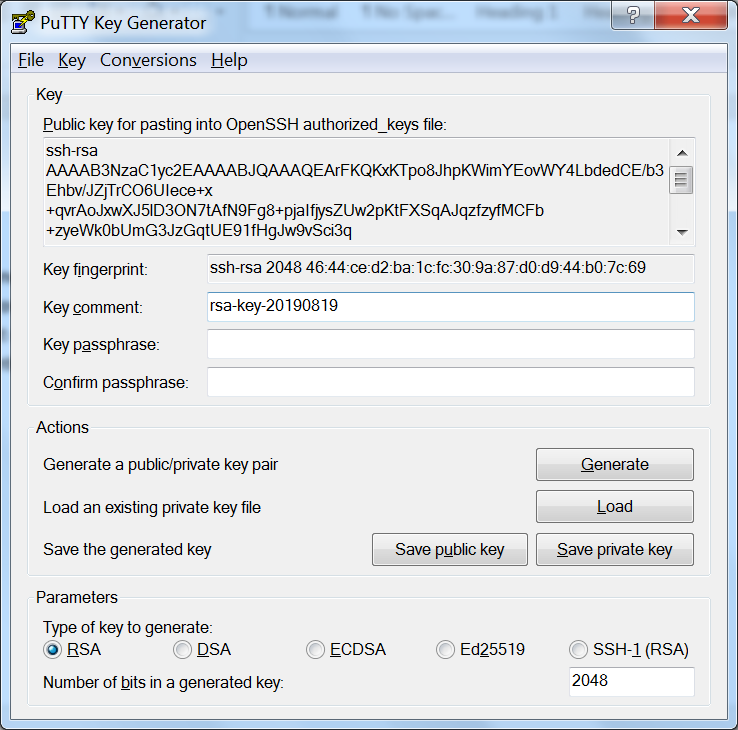 PuTTY Key Generator
File Key Conversions Help
Key
Public key for pasting into OpenSSH authorized_keys file:
ssh-rsa
AAAAB3NzaC1yc2EAAAABJQAAAQEArFKQKxKTpo8JhpKWimYEovWY4LbdedCE/b3
Ehbv/JZjTrCO6UIece+x
+qvrAoJxwXJ5lD3ON7tAfN9Fg8+pjaIfjysZUw2pKtFXSqAJqzfzyfMCFb
+zyeWk0bUmG3JzGqtUE91fHgJw9vSci3q
Key fingerprint: ssh-rsa 2048 46:44:ce:d2:ba:1c:fc:30:9a:87:d0:d9:44:b0:7c:69
Key comment: rsa-key-20190819
Key passphrase:
Confirm passphrase:
Actions
Generate a public/private key pair Generate
Load an existing private key file Load
Save the generated key Save public key Save private key
Parameters
Type of key to generate:
RSA DSA ECDSA Ed25519 SSH-1 (RSA)
Number of bits in a generated key: 2048